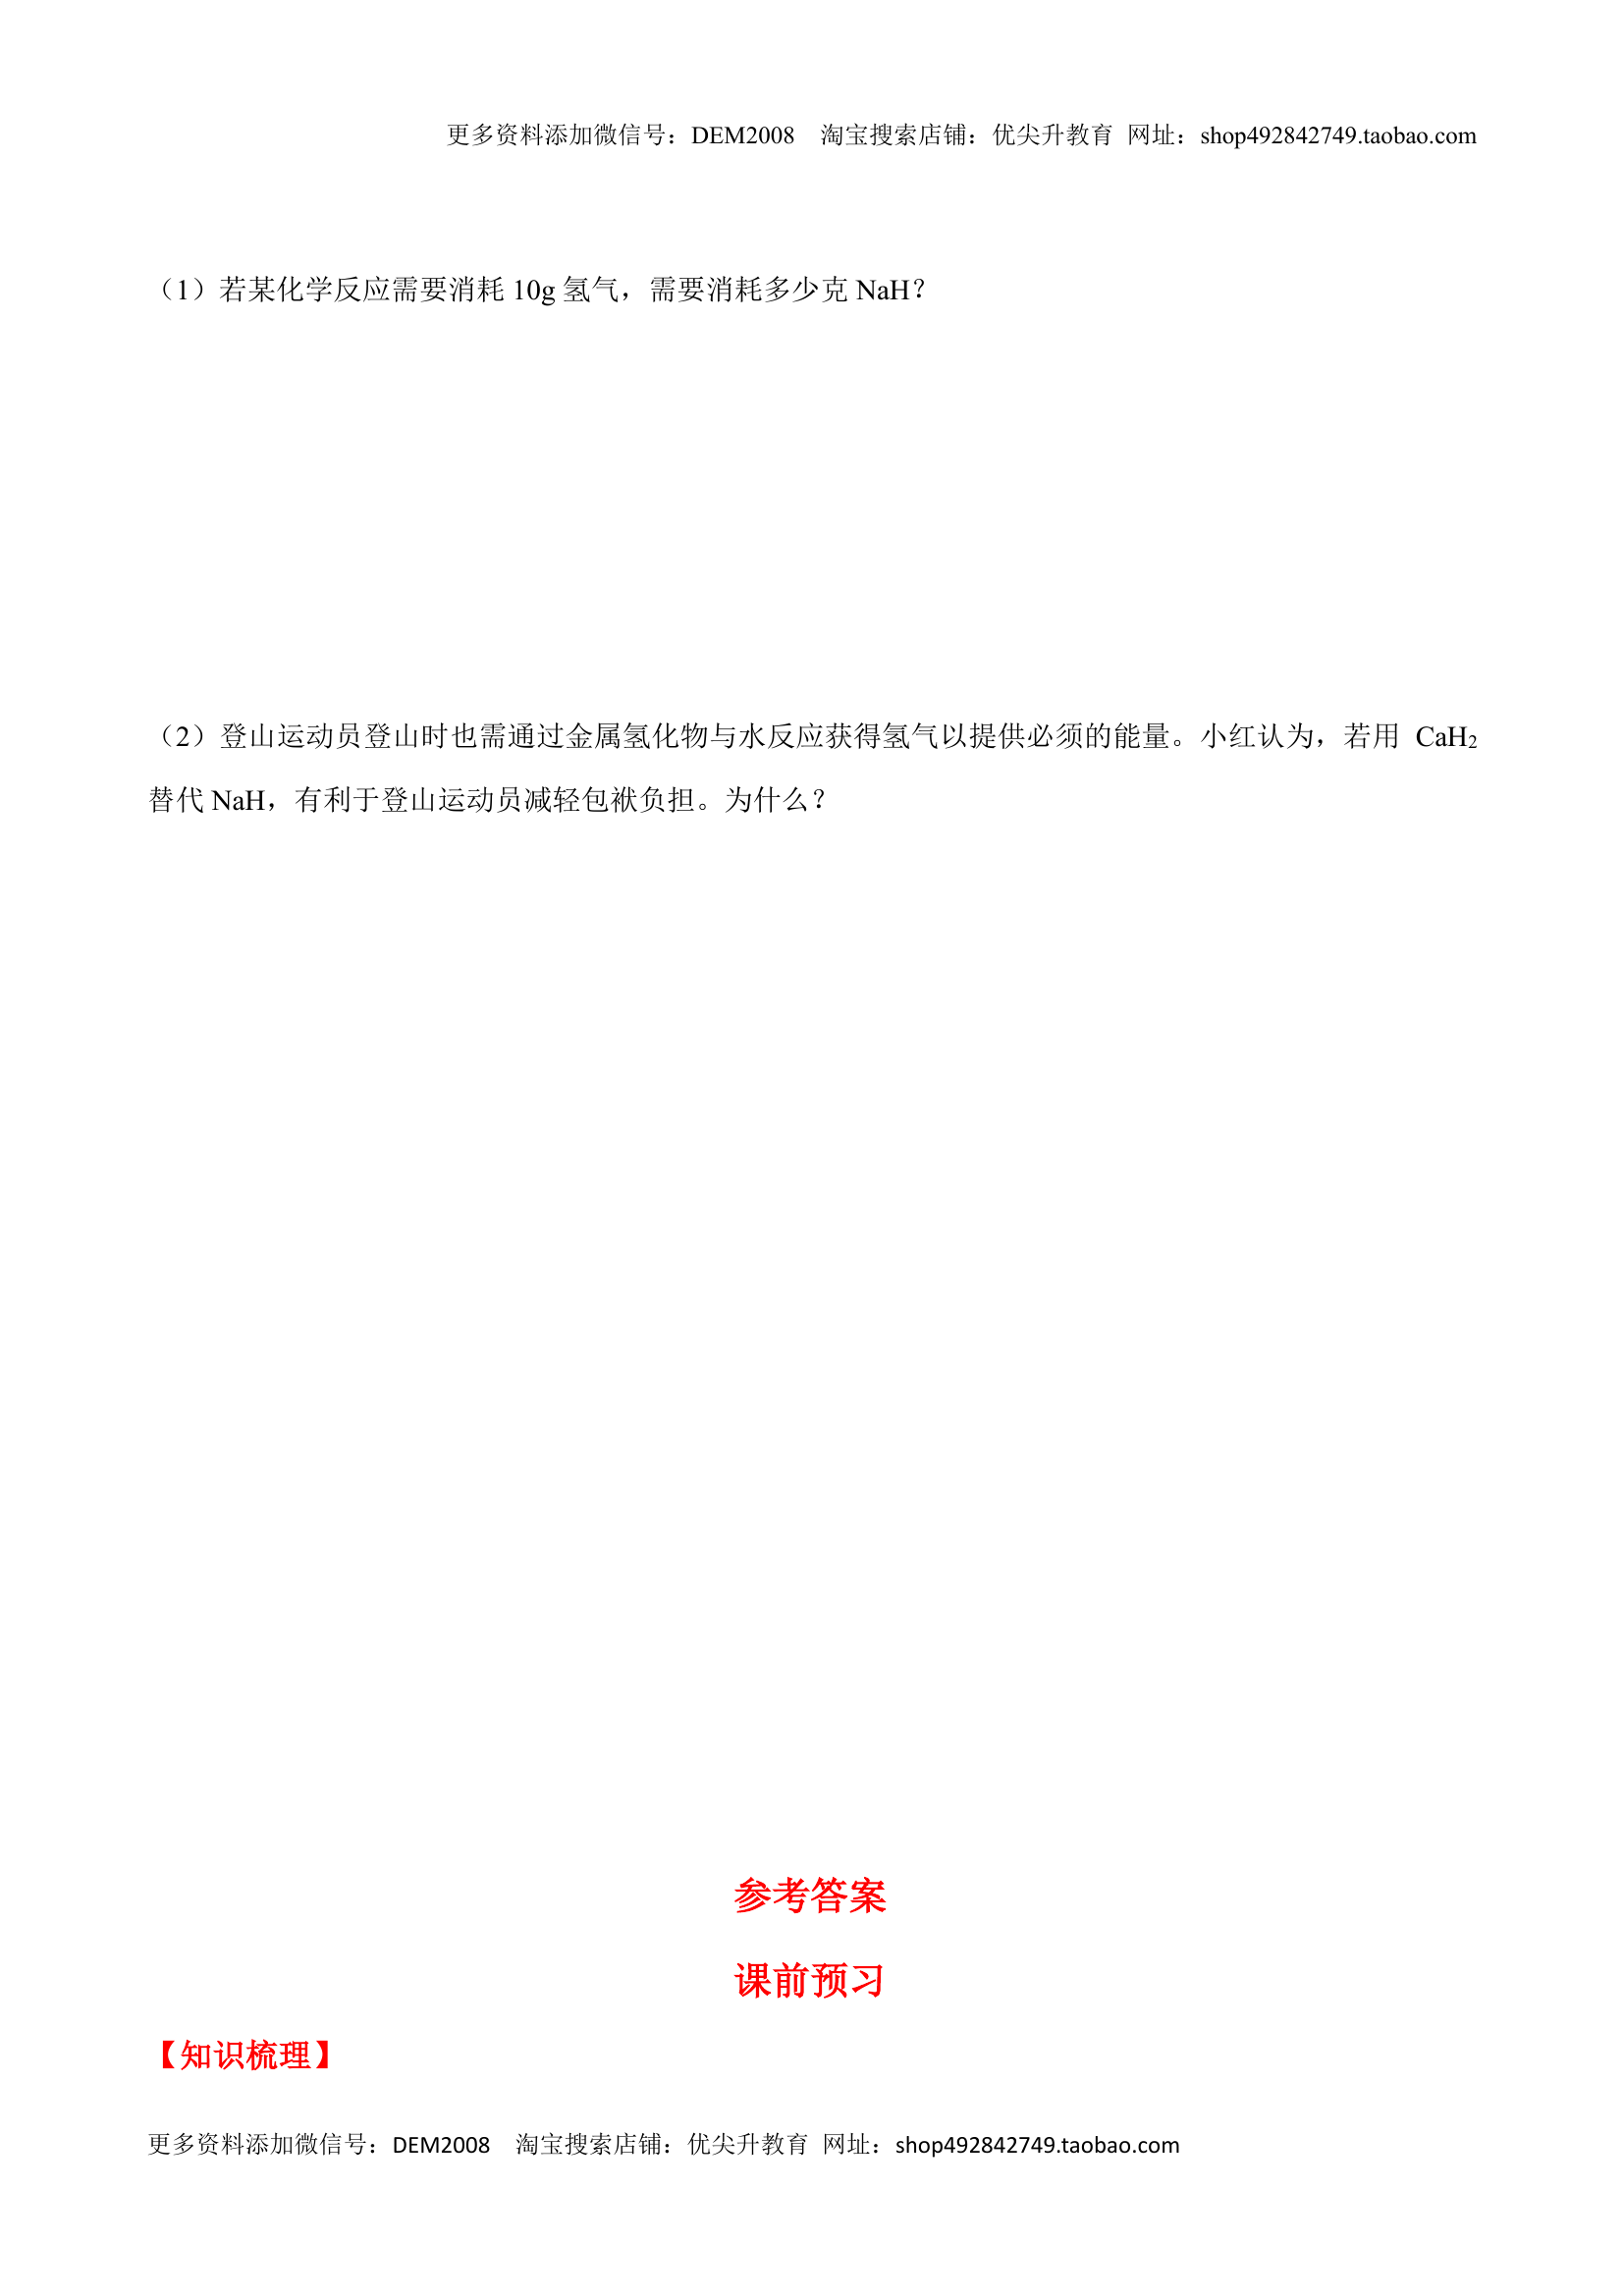 更多资料添加微信号：DEM2008　淘宝搜索店铺：优尖升教育 网址：shop492842749.taobao.com
（1）若某化学反应需要消耗 10g 氢气，需要消耗多少克 NaH？
（2）登山运动员登山时也需通过金属氢化物与水反应获得氢气以提供必须的能量。小红认为，若用 CaH₂
替代 NaH，有利于登山运动员减轻包袱负担。为什么？
参考答案
课前预习
【知识梳理】
更多资料添加微信号：DEM2008　淘宝搜索店铺：优尖升教育 网址：shop492842749.taobao.com